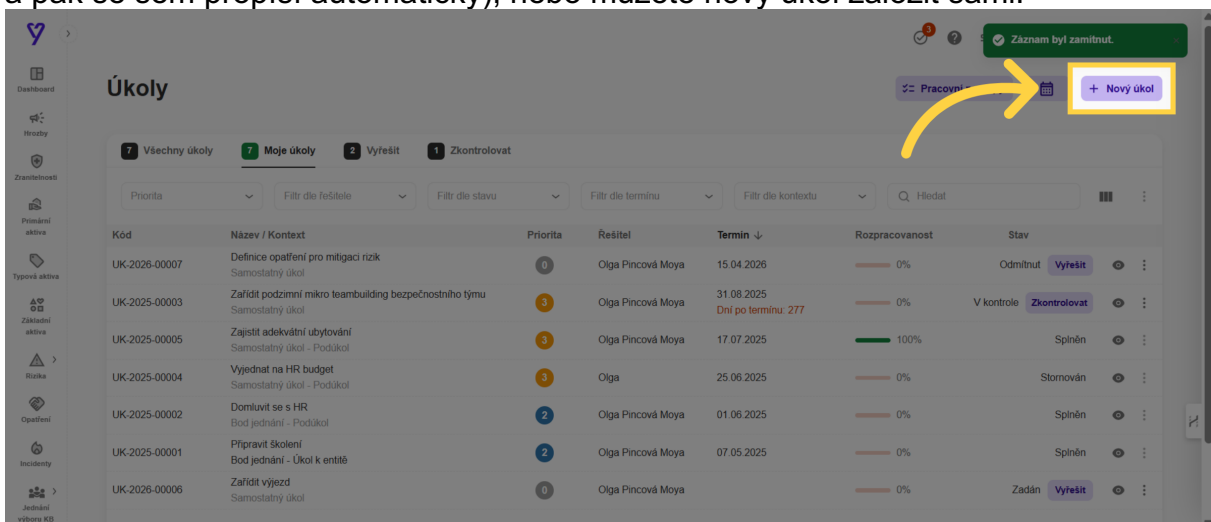 a pak se sem propíší automaticky), nebo můžete nový úkol založit sami.
3
Záznam byl zamítnut.
Dashboard
Úkoly
Pracovní
+ Nový úkol
Hrozby
7 Všechny úkoly 7 Moje úkoly 2 Vyřešit 1 Zkontrolovat
Zranitelnosti
Priorita Filtr dle řešitele Filtr dle stavu Filtr dle termínu Filtr dle kontextu Hledat
Primární
aktiva
Kód Název / Kontext Priorita Řešitel Termín ↓ Rozpracovanost Stav
UK-2026-00007 Definice opatření pro mitigaci rizik 0 Olga Pincová Moya 15.04.2026 0% Odmítnut Vyřešit
Samostatný úkol
Typová aktiva
UK-2025-00003 Zařídit podzimní mikro teambuilding bezpečnostního týmu 3 Olga Pincová Moya 31.08.2025 0% V kontrole Zkontrolovat
Samostatný úkol Dní po termínu: 277
Základní
aktiva
UK-2025-00005 Zajistit adekvátní ubytování 3 Olga Pincová Moya 17.07.2025 100% Splněn
Samostatný úkol - Podúkol
Rizika
UK-2025-00004 Vyjednat na HR budget 3 Olga 25.06.2025 0% Stornován
Samostatný úkol - Podúkol
Opatření
UK-2025-00002 Domluvit se s HR 2 Olga Pincová Moya 01.06.2025 0% Splněn
Bod jednání - Podúkol
Incidenty
UK-2025-00001 Připravit školení 2 Olga Pincová Moya 07.05.2025 0% Splněn
Bod jednání - Úkol k entitě
UK-2026-00006 Zařídit výjezd 0 Olga Pincová Moya 0% Zadán Vyřešit
Samostatný úkol
Jednání
výboru KB